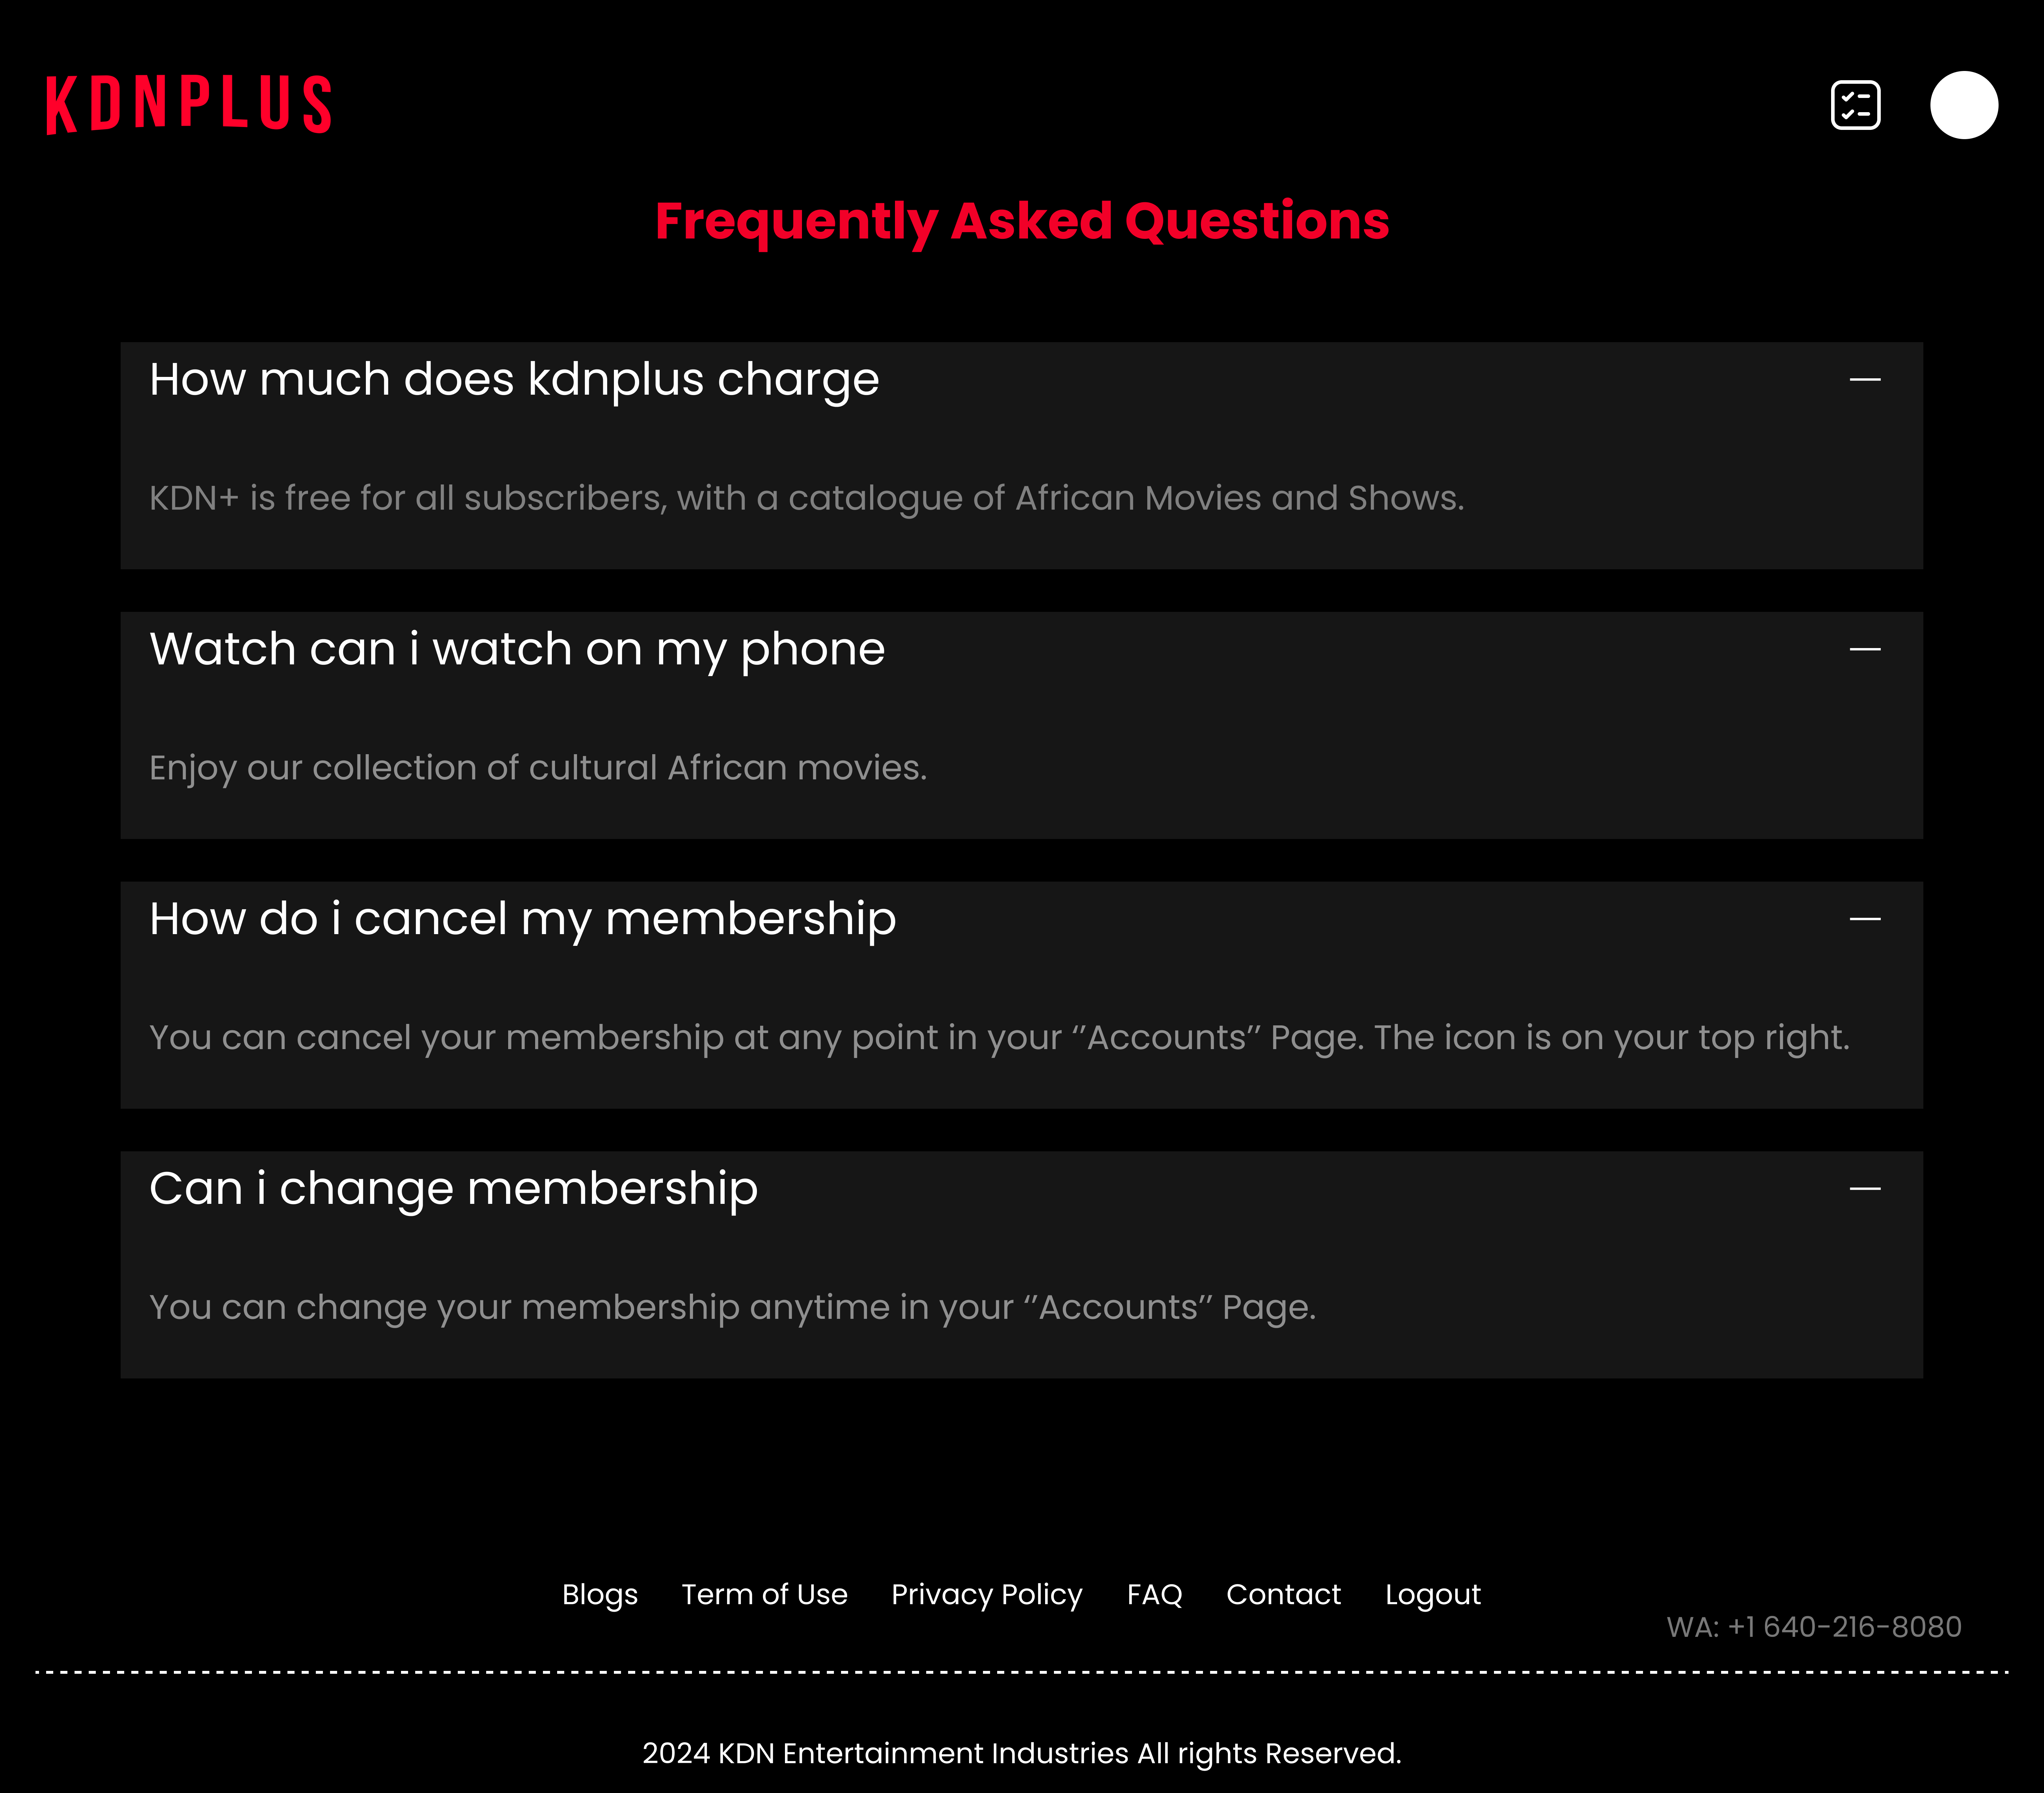 KDNPLUS
Frequently Asked Questions
How much does kdnplus charge
KDN+ is free for all subscribers, with a catalogue of African Movies and Shows.
Watch can i watch on my phone
Enjoy our collection of cultural African movies.
How do i cancel my membership
You can cancel your membership at any point in your ‘’Accounts’’ Page. The icon is on your top right.
Can i change membership
You can change your membership anytime in your ‘’Accounts’’ Page.
Blogs Term of Use Privacy Policy FAQ Contact Logout
WA: +1 640-216-8080
2024 KDN Entertainment Industries All rights Reserved.